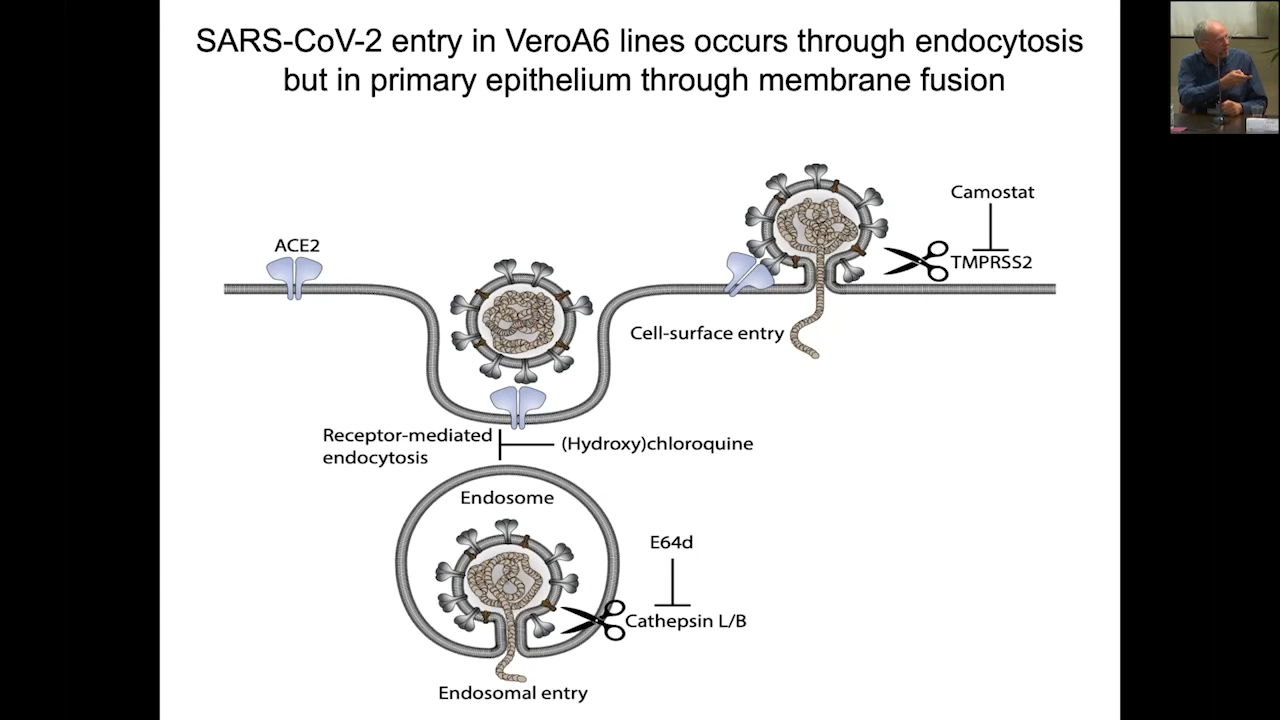 SARS-CoV-2 entry in VeroA6 lines occurs through endocytosis
but in primary epithelium through membrane fusion
Camostat
ACE2
TMPRSS2
Cell-surface entry
Receptor-mediated
endocytosis
(Hydroxy)chloroquine
Endosome
E64d
Cathepsin L/B
Endosomal entry